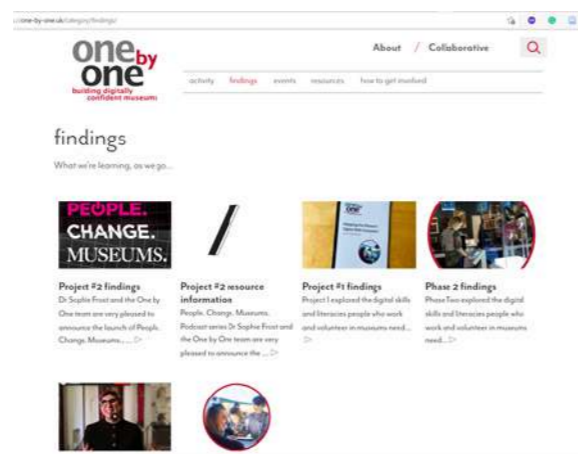 one-by-one.uk/category/findings/
one by
one
building digitally
confident museums
About / Collaborative
activity findings events resources how to get involved
findings
What we're learning, as we go...
PEOPLE.
CHANGE.
MUSEUMS.
Project #2 findings
Dr Sophie Frost and the One by
One team are very pleased to
announce the launch of People.
Change. Museums. ...
Project #2 resource
information
People. Change. Museums.
Podcast series Dr Sophie Frost and
the One by One team are very
pleased to announce the ...
one
Project #1 findings
Project 1 explored the digital skills
and literacies people who work
and volunteer in museums need...
Phase 2 findings
Phase Two explored the digital
skills and literacies people who
work and volunteer in museums
need...